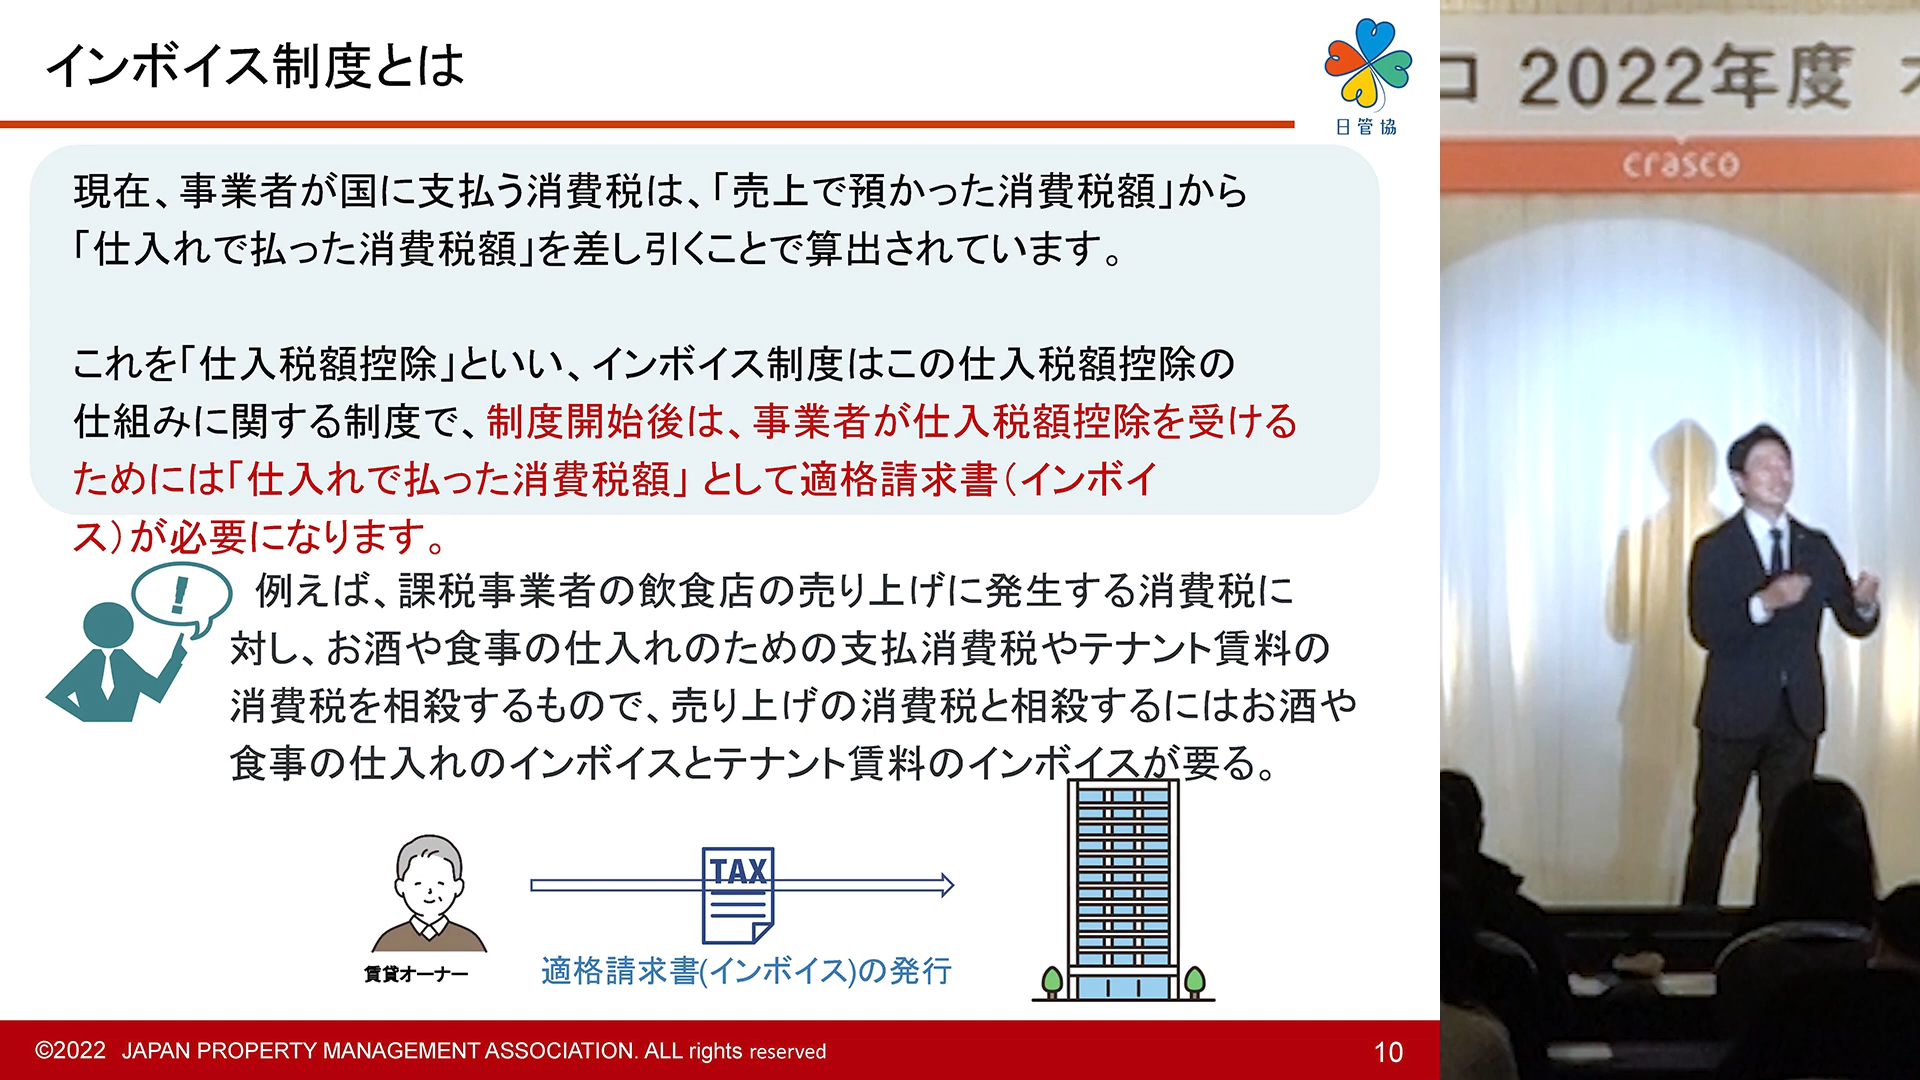 インボイス制度とは
日管協
現在、事業者が国に支払う消費税は、「売上で預かった消費税額」から
「仕入れで払った消費税額」を差し引くことで算出されています。
これを「仕入税額控除」といい、インボイス制度はこの仕入税額控除の
仕組みに関する制度で、制度開始後は、事業者が仕入税額控除を受ける
ためには「仕入れで払った消費税額」 として適格請求書（インボイ
ス）が必要になります。
!
例えば、課税事業者の飲食店の売り上げに発生する消費税に
対し、お酒や食事の仕入れのための支払消費税やテナント賃料の
消費税を相殺するもので、売り上げの消費税と相殺するにはお酒や
食事の仕入れのインボイスとテナント賃料のインボイスが要る。
TAX
賃貸オーナー
適格請求書(インボイス)の発行
©2022 JAPAN PROPERTY MANAGEMENT ASSOCIATION. ALL rights reserved
10
コ 2022年度
crasco